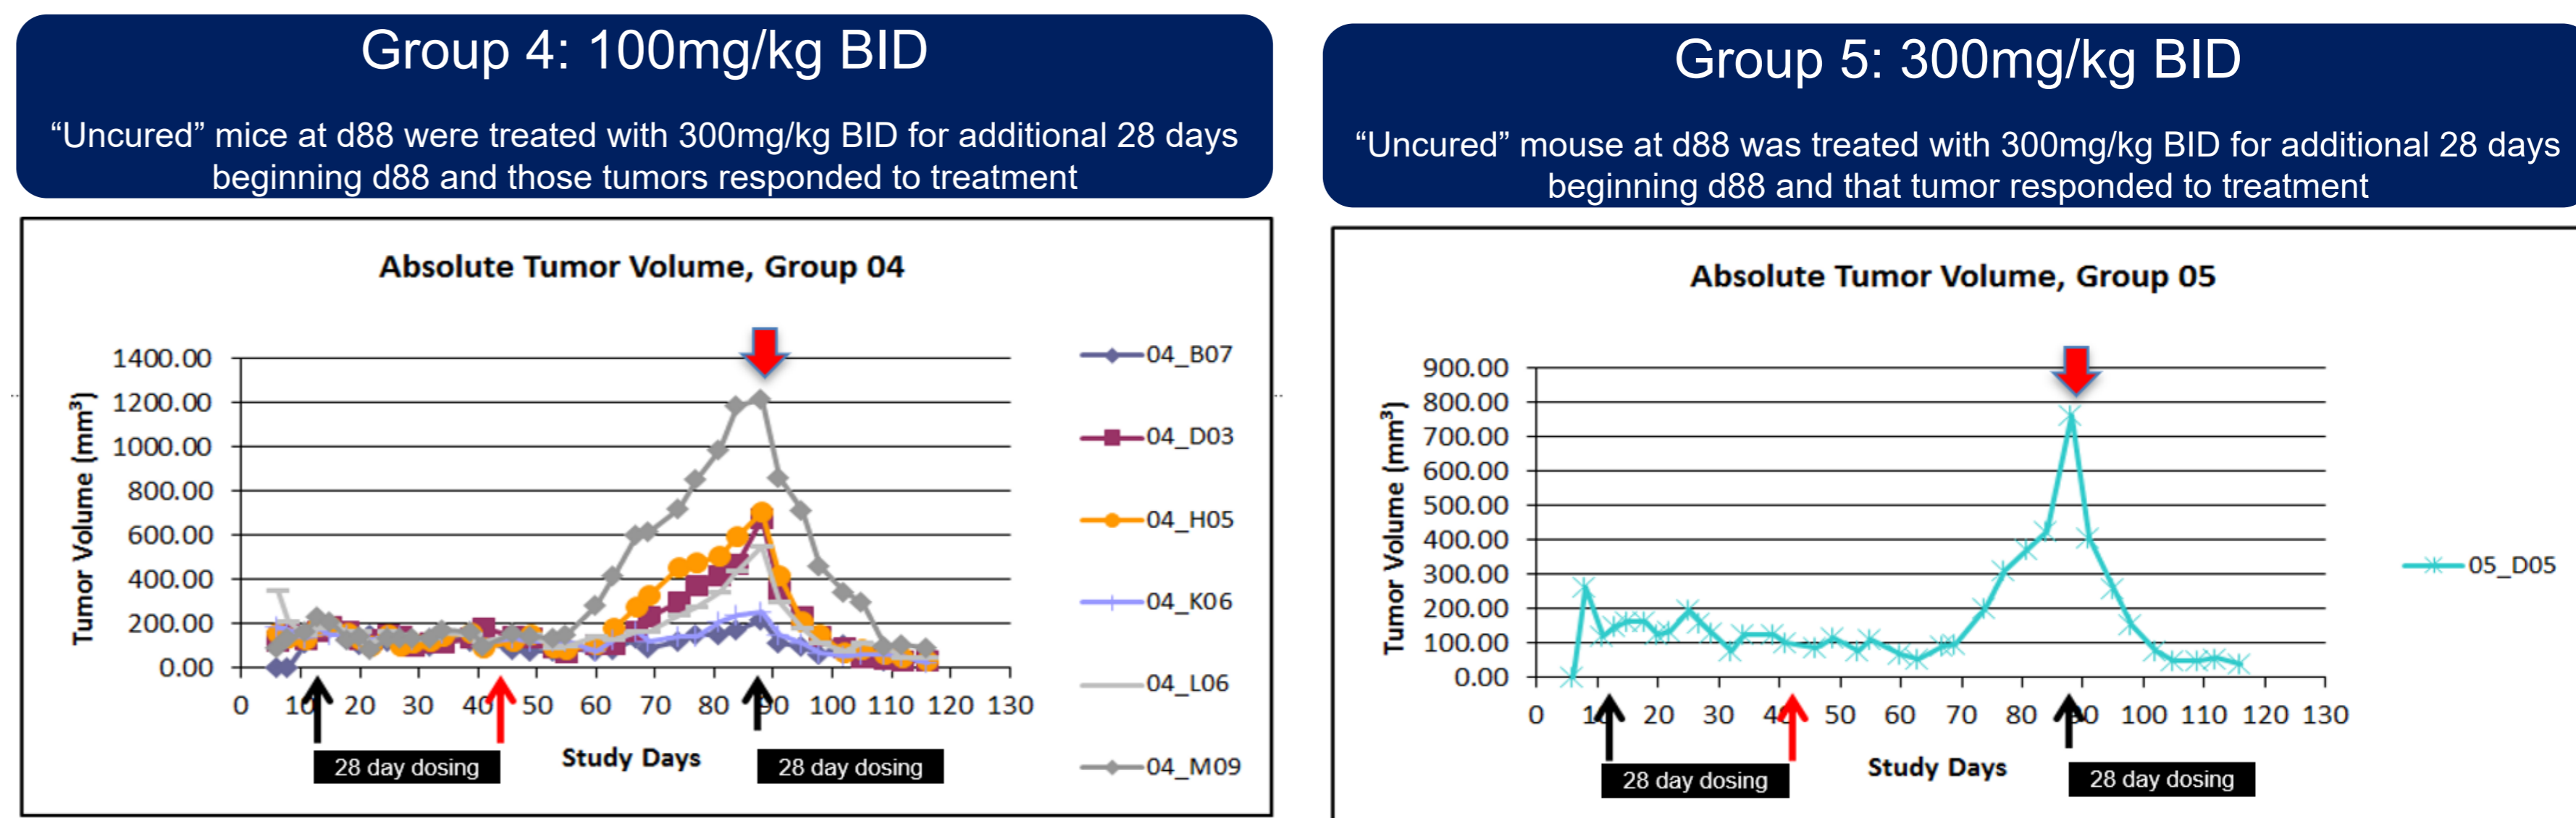 Group 4: 100mg/kg BID
“Uncured” mice at d88 were treated with 300mg/kg BID for additional 28 days
beginning d88 and those tumors responded to treatment
Absolute Tumor Volume, Group 04
Tumor Volume (mm³)
1400.00
1200.00
1000.00
800.00
600.00
400.00
200.00
0.00
0 10 20 30 40 50 60 70 80 90 100 110 120 130
Study Days
28 day dosing
28 day dosing
04_B07
04_D03
04_H05
04_K06
04_L06
04_M09
Group 5: 300mg/kg BID
“Uncured” mouse at d88 was treated with 300mg/kg BID for additional 28 days
beginning d88 and that tumor responded to treatment
Absolute Tumor Volume, Group 05
Tumor Volume (mm³)
900.00
800.00
700.00
600.00
500.00
400.00
300.00
200.00
100.00
0.00
0 10 20 30 40 50 60 70 80 90 100 110 120 130
Study Days
28 day dosing
28 day dosing
05_D05